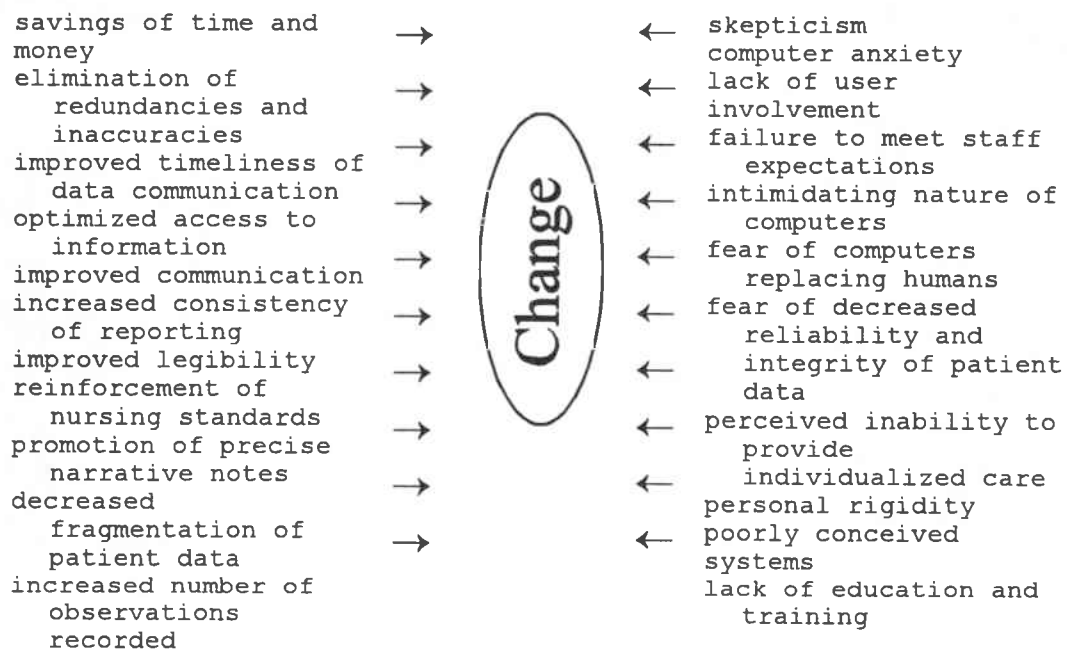 savings of time and
money
elimination of
redundancies and
inaccuracies
improved timeliness of
data communication
optimized access to
information
improved communication
increased consistency
of reporting
improved legibility
reinforcement of
nursing standards
promotion of precise
narrative notes
decreased
fragmentation of
patient data
increased number of
observations
recorded
Change
skepticism
computer anxiety
lack of user
involvement
failure to meet staff
expectations
intimidating nature of
computers
fear of computers
replacing humans
fear of decreased
reliability and
integrity of patient
data
perceived inability to
provide
individualized care
personal rigidity
poorly conceived
systems
lack of education and
training